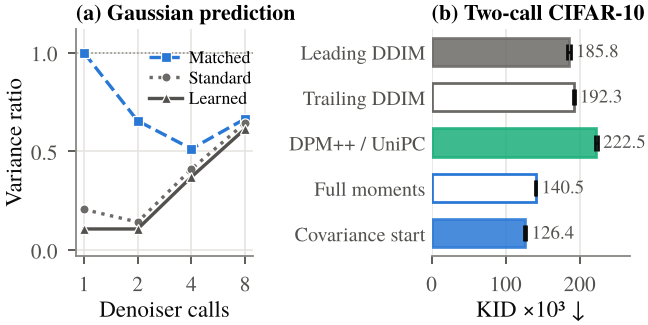 (a) Gaussian prediction
Variance ratio
1.0
0.5
0.0
Matched
Standard
Learned
1 2 4 8
Denoiser calls
(b) Two-call CIFAR-10
Leading DDIM 185.8
Trailing DDIM 192.3
DPM++ / UniPC 222.5
Full moments 140.5
Covariance start 126.4
0 100 200
KID ×10³ ↓